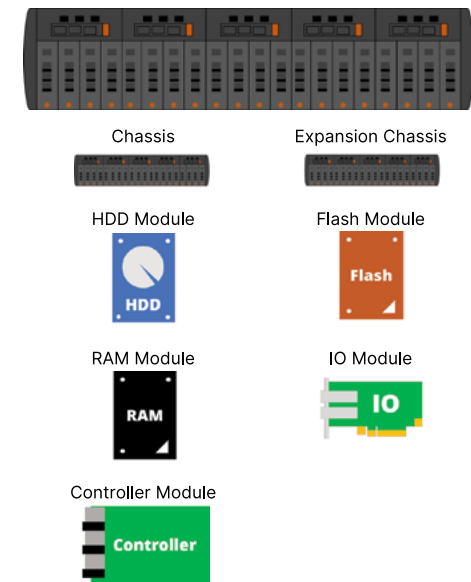 Chassis
Expansion Chassis
HDD Module
Flash Module
HDD
Flash
RAM Module
IO Module
RAM
IO
Controller Module
Controller